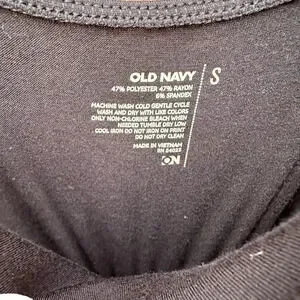 OLD NAVY S
47% POLYESTER 47% RAYON
6% SPANDEX
MACHINE WASH COLD GENTLE CYCLE
WASH AND DRY WITH LIKE COLORS
ONLY NON-CHLORINE BLEACH WHEN
NEEDED TUMBLE DRY LOW
COOL IRON DO NOT IRON ON PRINT
DO NOT DRY CLEAN
MADE IN VIETNAM
RN 54023
ON